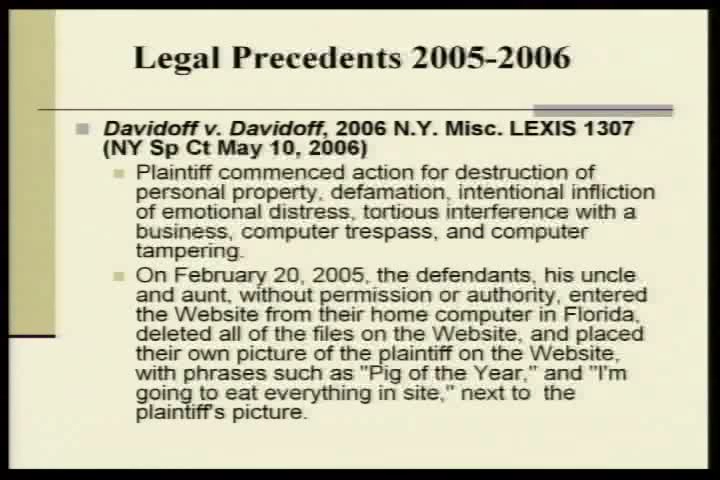 Legal Precedents 2005-2006
Davidoff v. Davidoff, 2006 N.Y. Misc. LEXIS 1307
(NY Sp Ct May 10, 2006)
Plaintiff commenced action for destruction of
personal property, defamation, intentional infliction
of emotional distress, tortious interference with a
business, computer trespass, and computer
tampering.
On February 20, 2005, the defendants, his uncle
and aunt, without permission or authority, entered
the Website from their home computer in Florida,
deleted all of the files on the Website, and placed
their own picture of the plaintiff on the Website,
with phrases such as "Pig of the Year," and "I'm
going to eat everything in site," next to the
plaintiff's picture.